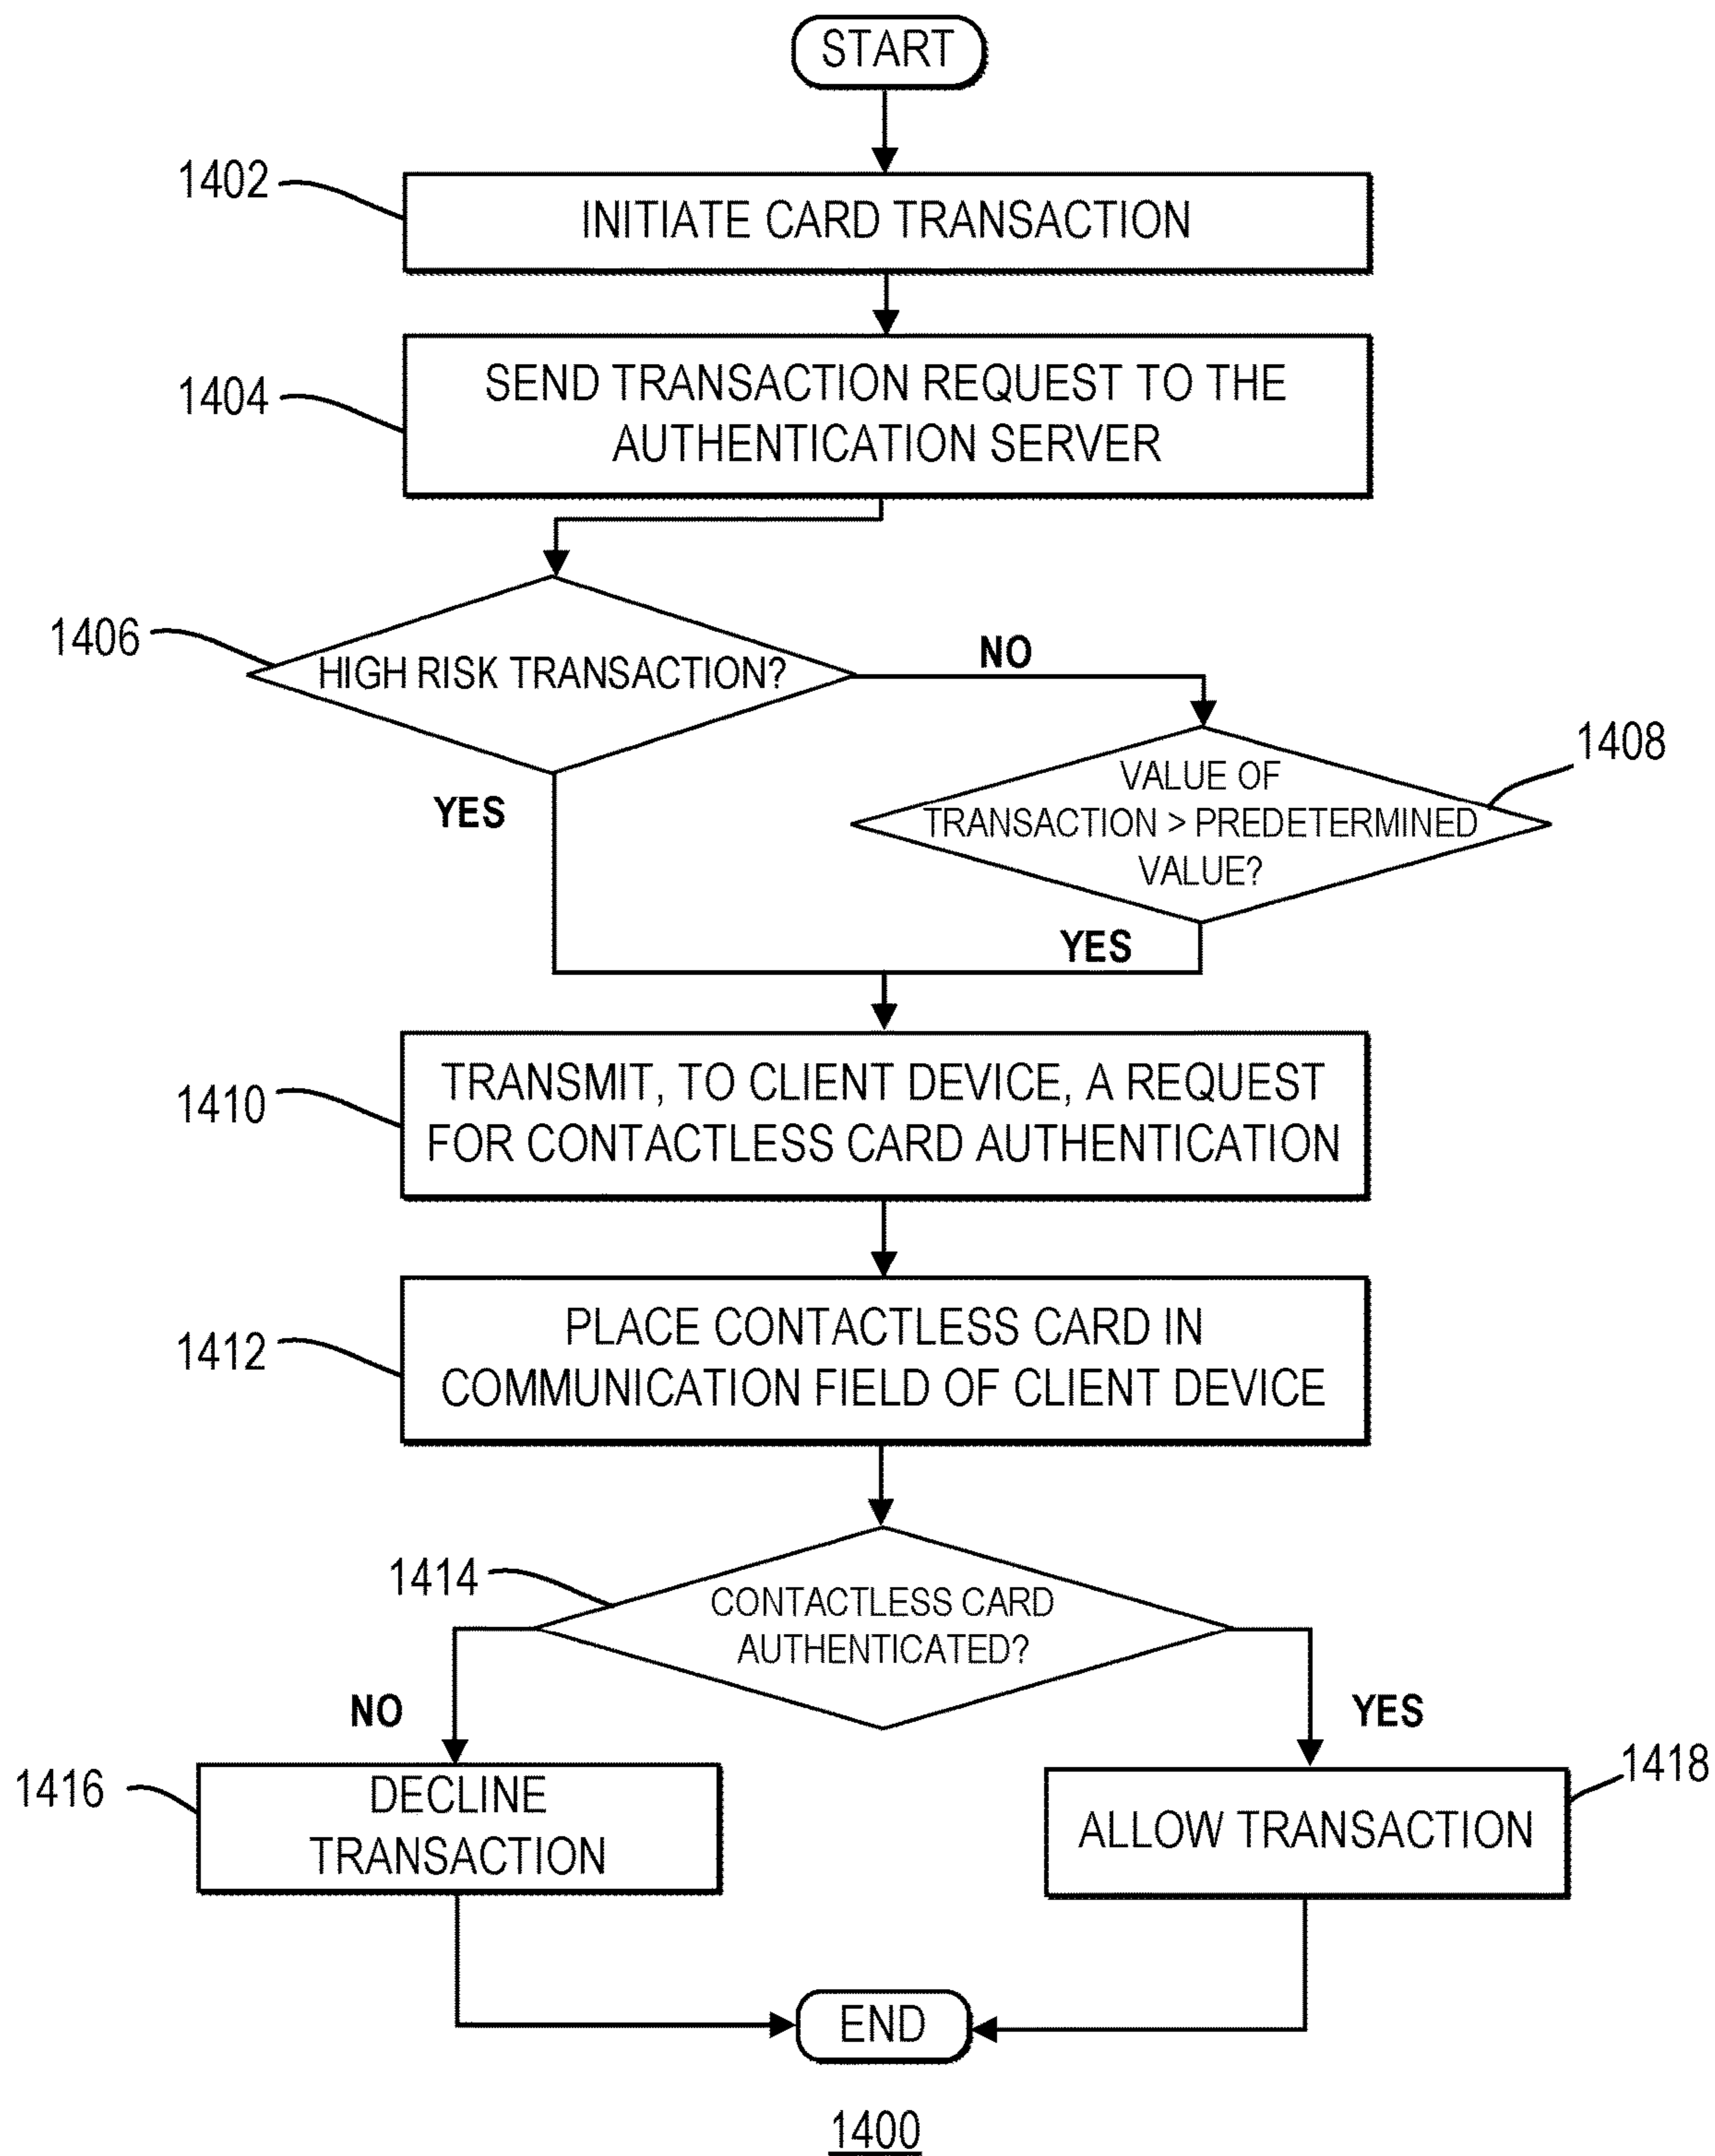 START
1402
INITIATE CARD TRANSACTION
1404
SEND TRANSACTION REQUEST TO THE
AUTHENTICATION SERVER
1406
HIGH RISK TRANSACTION?
NO
1408
VALUE OF
TRANSACTION > PREDETERMINED
VALUE?
YES
YES
1410
TRANSMIT, TO CLIENT DEVICE, A REQUEST
FOR CONTACTLESS CARD AUTHENTICATION
1412
PLACE CONTACTLESS CARD IN
COMMUNICATION FIELD OF CLIENT DEVICE
1414
CONTACTLESS CARD
AUTHENTICATED?
NO
YES
1416
DECLINE
TRANSACTION
1418
ALLOW TRANSACTION
END
1400